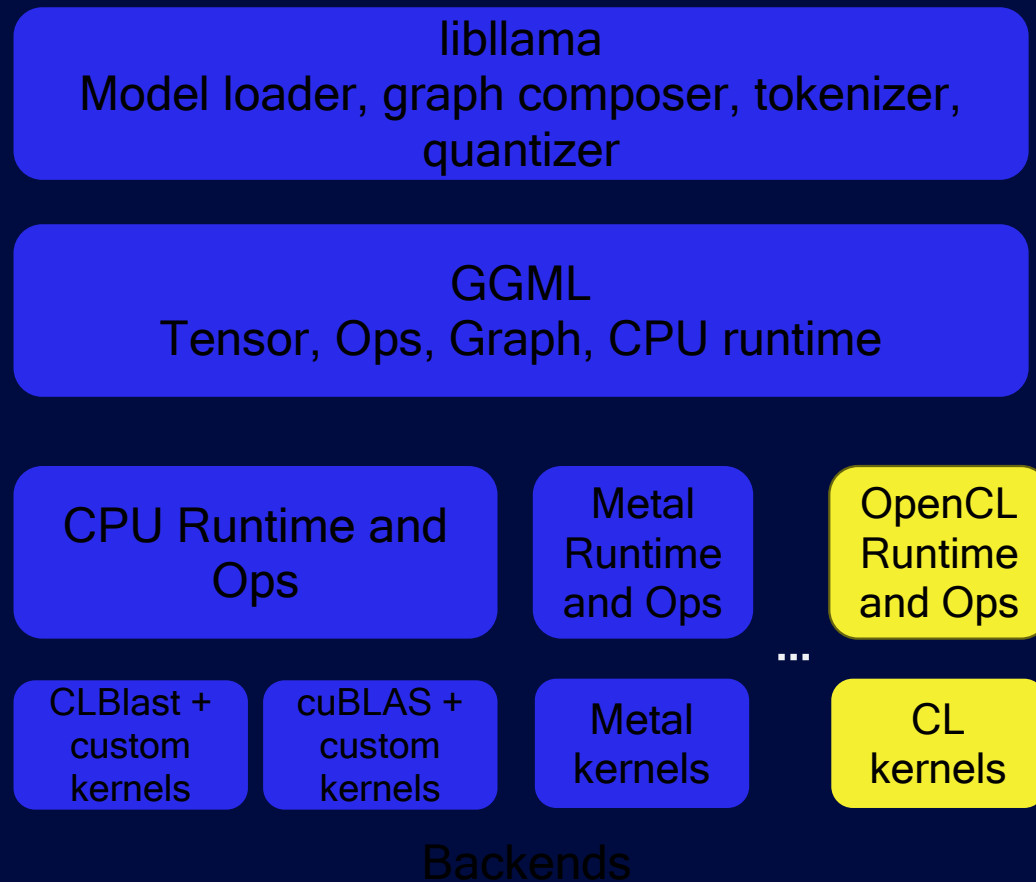 libllama
Model loader, graph composer, tokenizer,
quantizer
GGML
Tensor, Ops, Graph, CPU runtime
CPU Runtime and
Ops
Metal
Runtime
and Ops
...
OpenCL
Runtime
and Ops
CLBlast +
custom
kernels
cuBLAS +
custom
kernels
Metal
kernels
CL
kernels
Backends